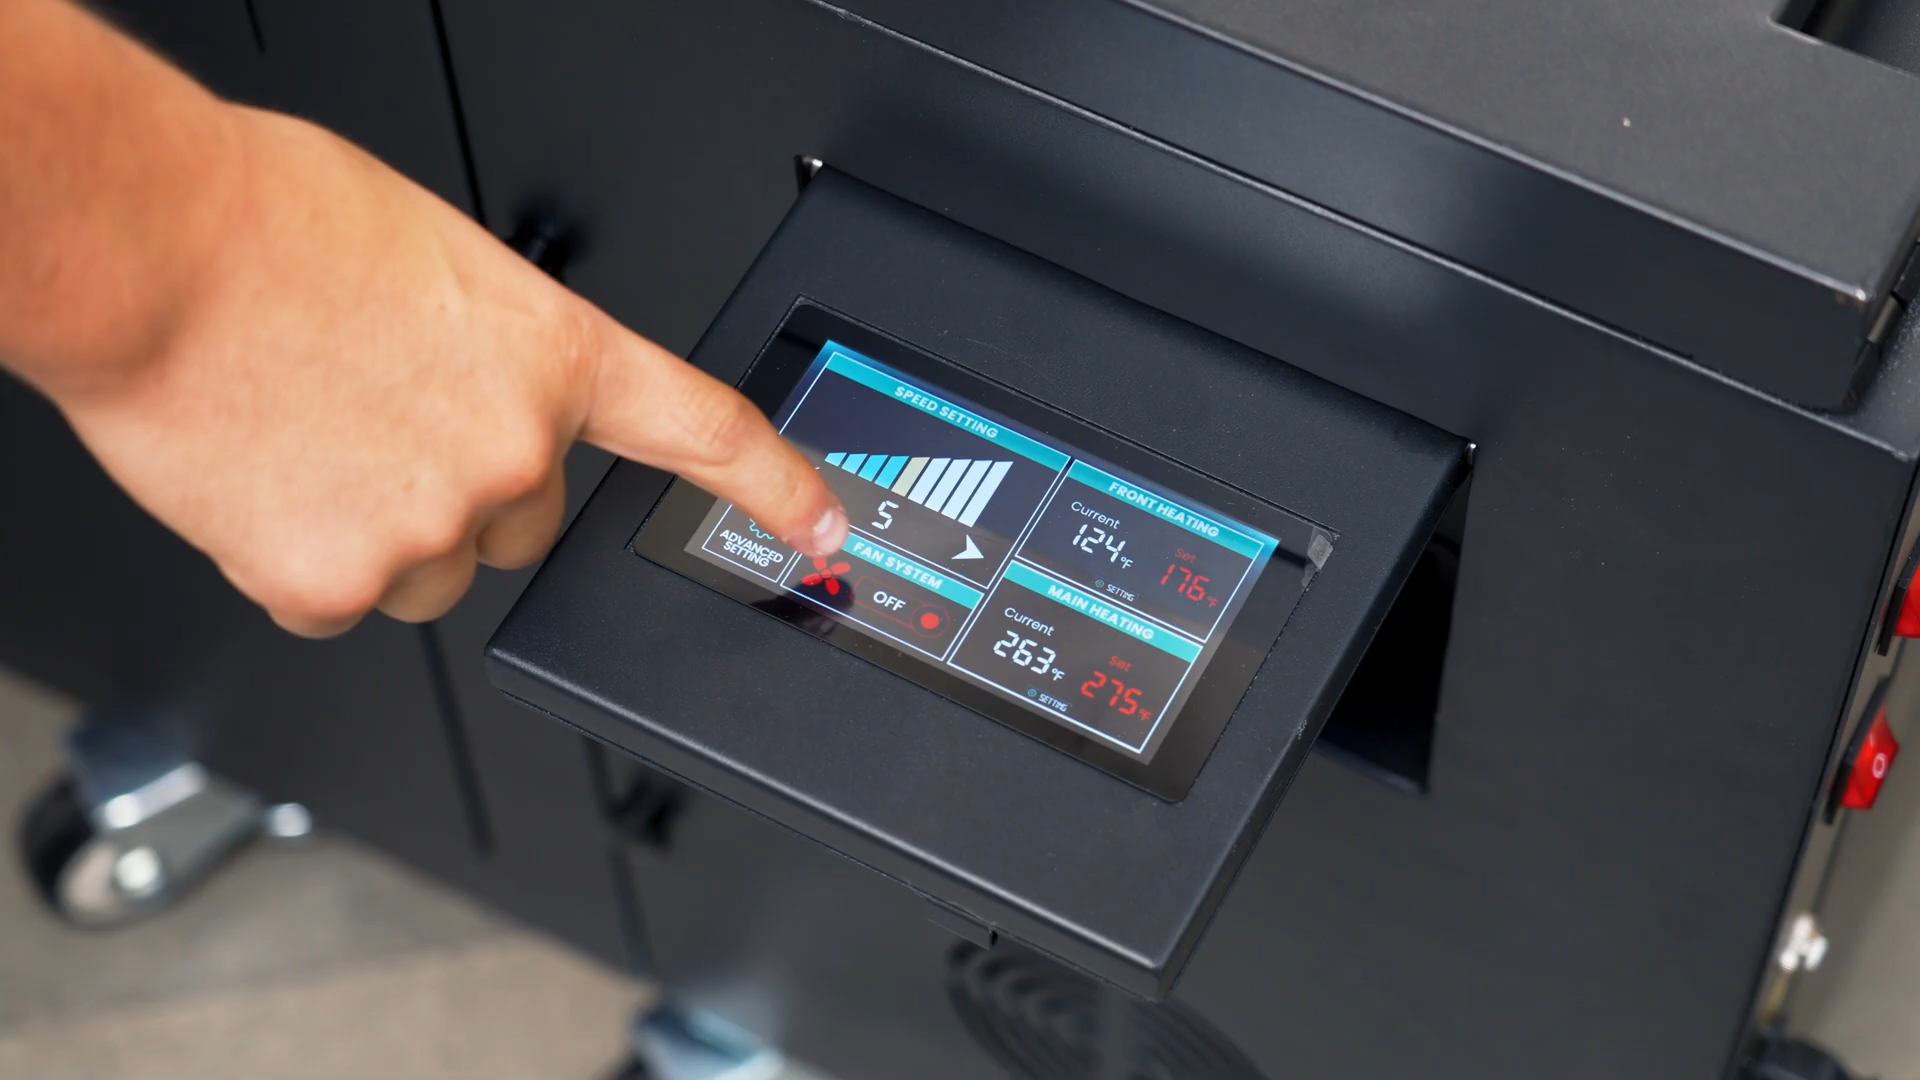 SPEED SETTING
5
ADVANCED
SETTING
FAN SYSTEM
OFF
FRONT HEATING
Current
124°F
Set
176°F
SETTING
MAIN HEATING
Current
263°F
Set
275°F
SETTING